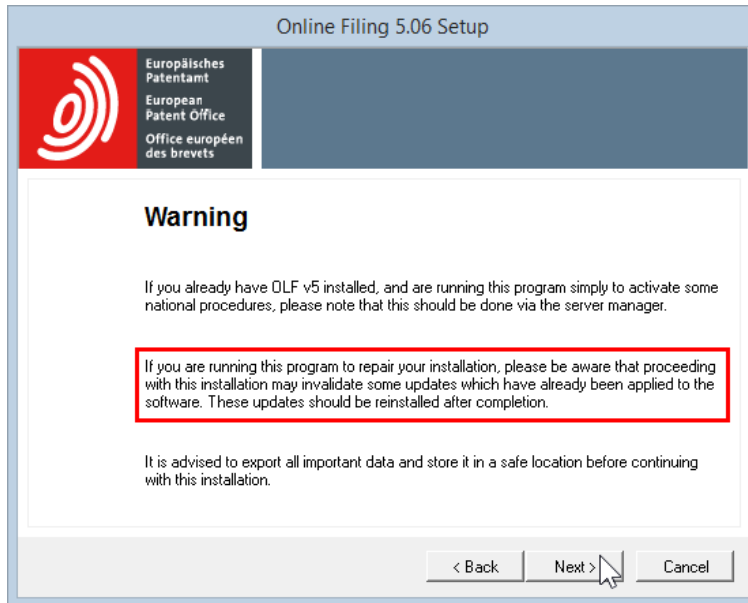 Online Filing 5.06 Setup
Europäisches
Patentamt
European
Patent Office
Office européen
des brevets
Warning
If you already have OLF v5 installed, and are running this program simply to activate some
national procedures, please note that this should be done via the server manager.
If you are running this program to repair your installation, please be aware that proceeding
with this installation may invalidate some updates which have already been applied to the
software. These updates should be reinstalled after completion.
It is advised to export all important data and store it in a safe location before continuing
with this installation.
< Back
Next >
Cancel